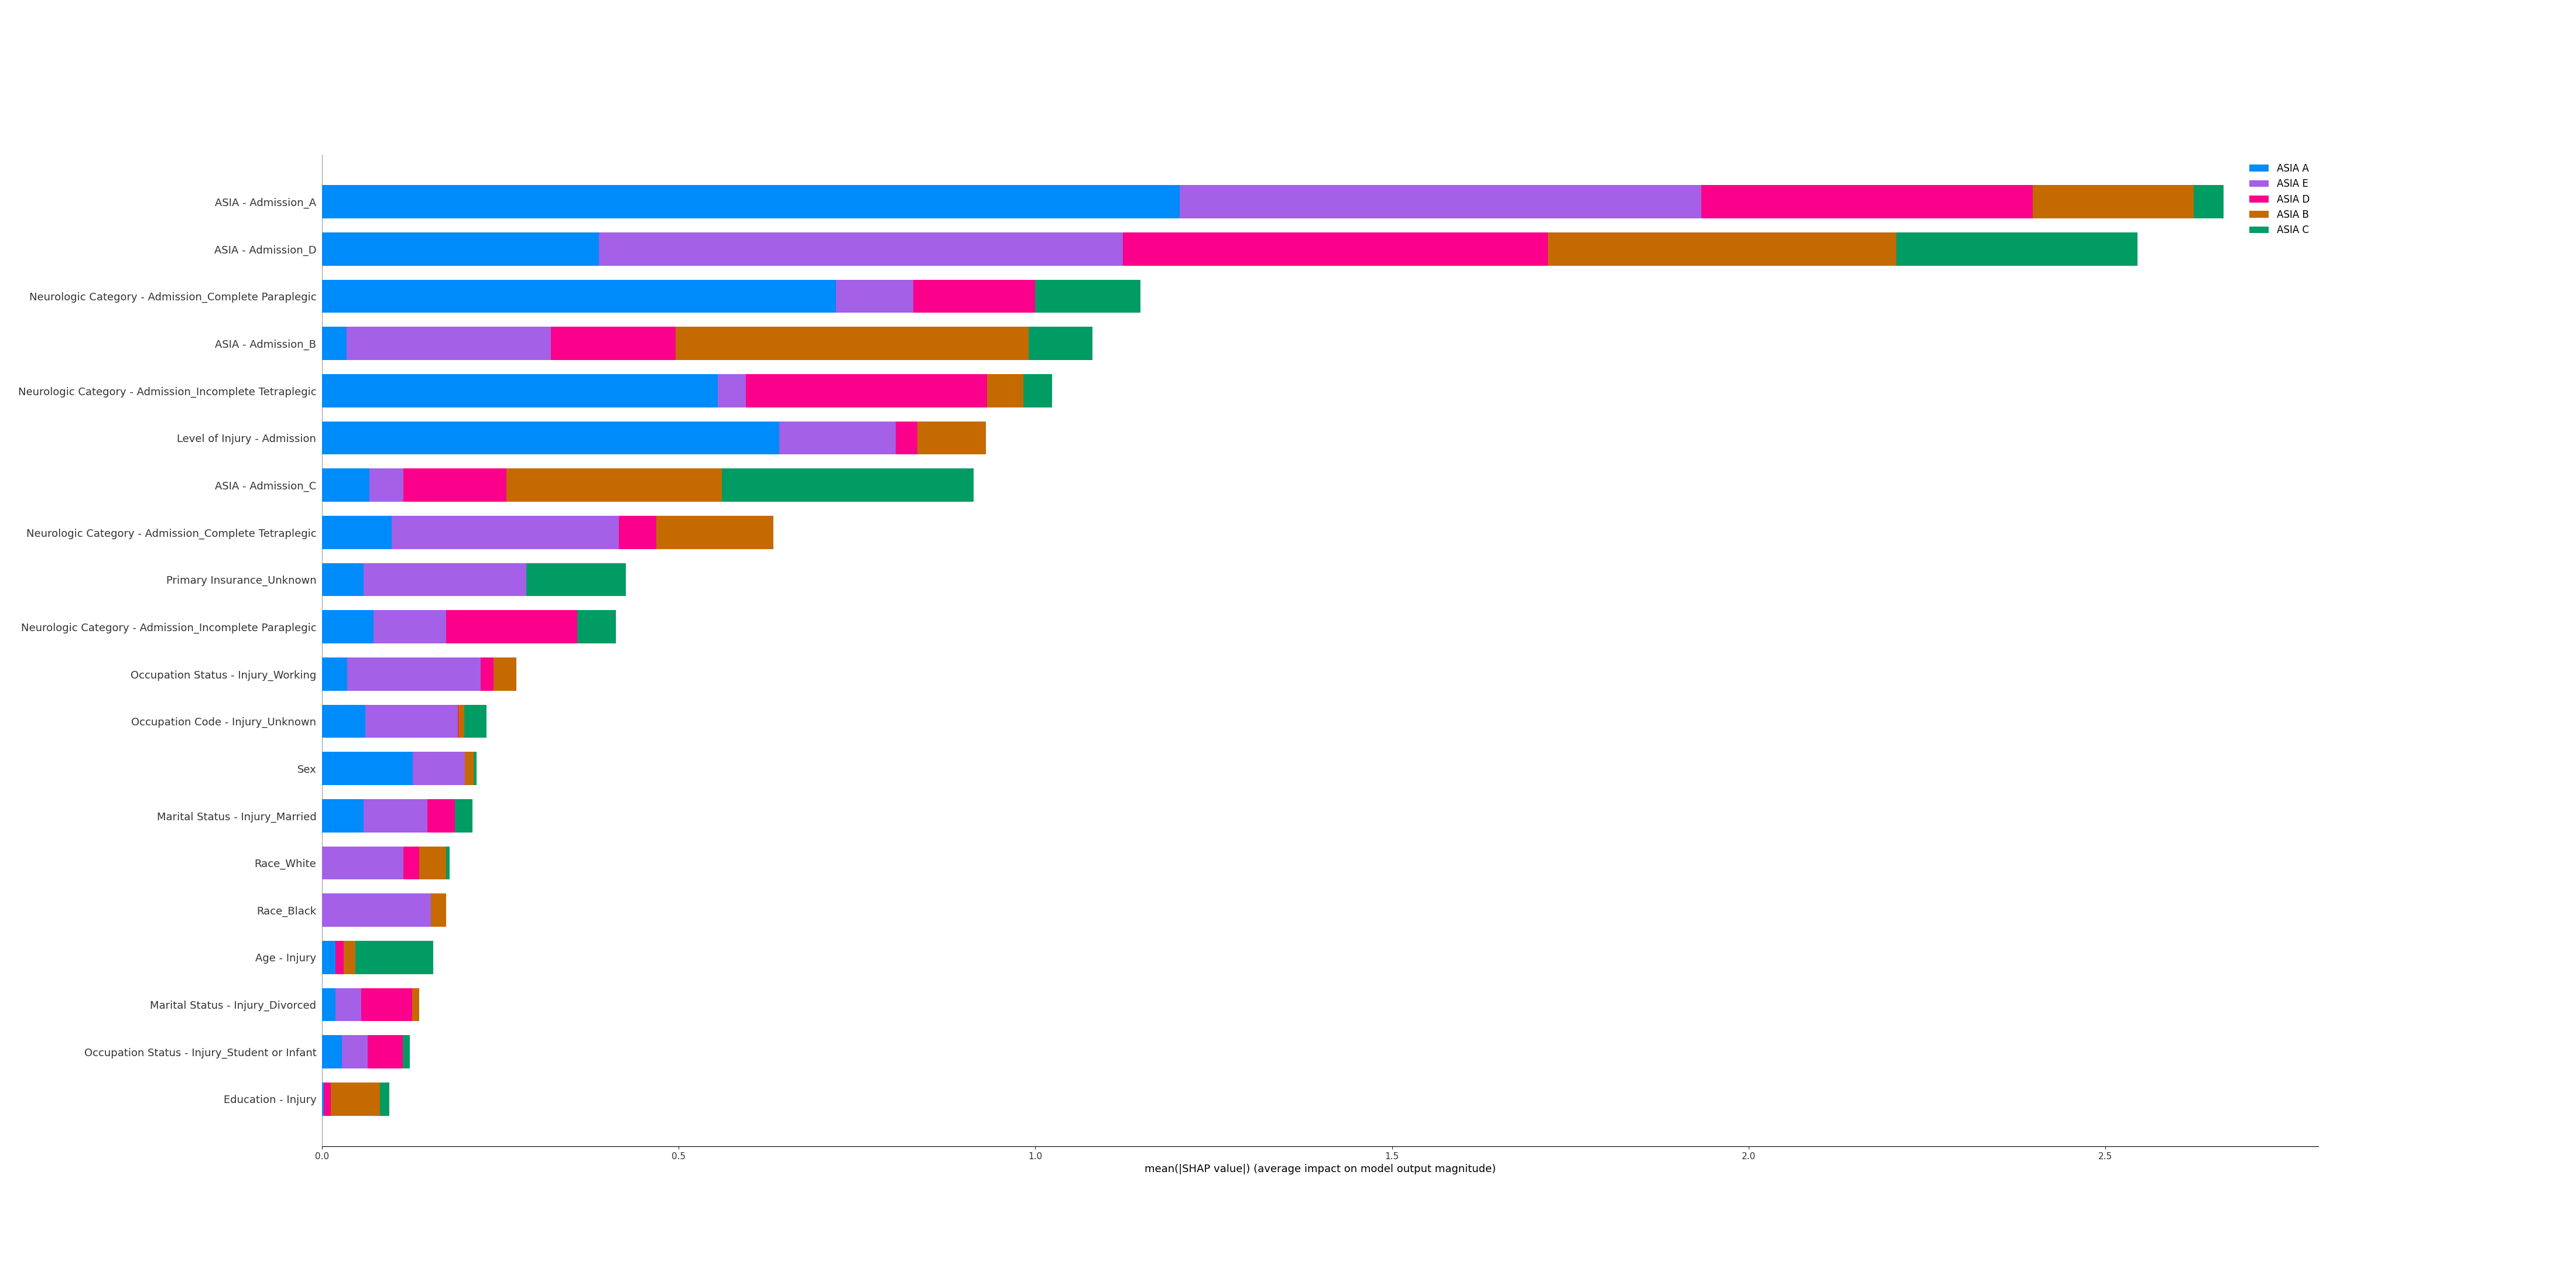 ASIA A
ASIA E
ASIA D
ASIA B
ASIA C
ASIA - Admission_A
ASIA - Admission_D
Neurologic Category - Admission_Complete Paraplegic
ASIA - Admission_B
Neurologic Category - Admission_Incomplete Tetraplegic
Level of Injury - Admission
ASIA - Admission_C
Neurologic Category - Admission_Complete Tetraplegic
Primary Insurance_Unknown
Neurologic Category - Admission_Incomplete Paraplegic
Occupation Status - Injury_Working
Occupation Code - Injury_Unknown
Sex
Marital Status - Injury_Married
Race_White
Race_Black
Age - Injury
Marital Status - Injury_Divorced
Occupation Status - Injury_Student or Infant
Education - Injury
0.0 0.5 1.0 1.5 2.0 2.5
mean(|SHAP value|) (average impact on model output magnitude)